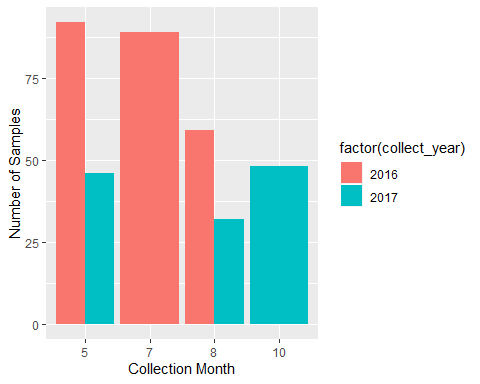 75
50
25
0
Number of Samples
5 7 8 10
Collection Month
factor(collect_year)
2016
2017